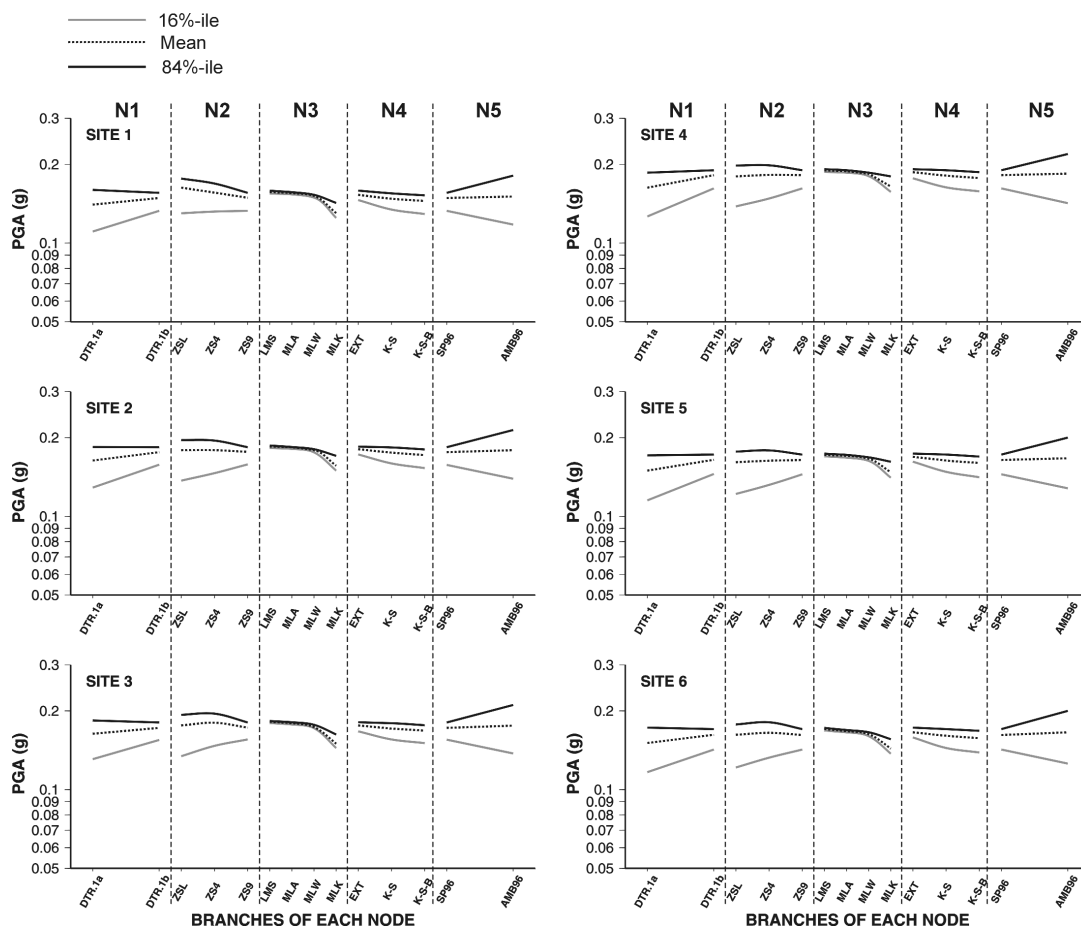 16%-ile
Mean
84%-ile
N1 N2 N3 N4 N5
SITE 1
PGA (g)
0.3
0.2
0.1
0.09
0.08
0.07
0.06
0.05
DTR.1a DTR.1b ZSL ZS4 ZS9 LMS MLA MLW MLK EXT K-S K-S-B SP96 AMB96
SITE 2
PGA (g)
0.3
0.2
0.1
0.09
0.08
0.07
0.06
0.05
DTR.1a DTR.1b ZSL ZS4 ZS9 LMS MLA MLW MLK EXT K-S K-S-B SP96 AMB96
SITE 3
PGA (g)
0.3
0.2
0.1
0.09
0.08
0.07
0.06
0.05
DTR.1a DTR.1b ZSL ZS4 ZS9 LMS MLA MLW MLK EXT K-S K-S-B SP96 AMB96
BRANCHES OF EACH NODE
N1 N2 N3 N4 N5
SITE 4
PGA (g)
0.3
0.2
0.1
0.09
0.08
0.07
0.06
0.05
DTR.1a DTR.1b ZSL ZS4 ZS9 LMS MLA MLW MLK EXT K-S K-S-B SP96 AMB96
SITE 5
PGA (g)
0.3
0.2
0.1
0.09
0.08
0.07
0.06
0.05
DTR.1a DTR.1b ZSL ZS4 ZS9 LMS MLA MLW MLK EXT K-S K-S-B SP96 AMB96
SITE 6
PGA (g)
0.3
0.2
0.1
0.09
0.08
0.07
0.06
0.05
DTR.1a DTR.1b ZSL ZS4 ZS9 LMS MLA MLW MLK EXT K-S K-S-B SP96 AMB96
BRANCHES OF EACH NODE